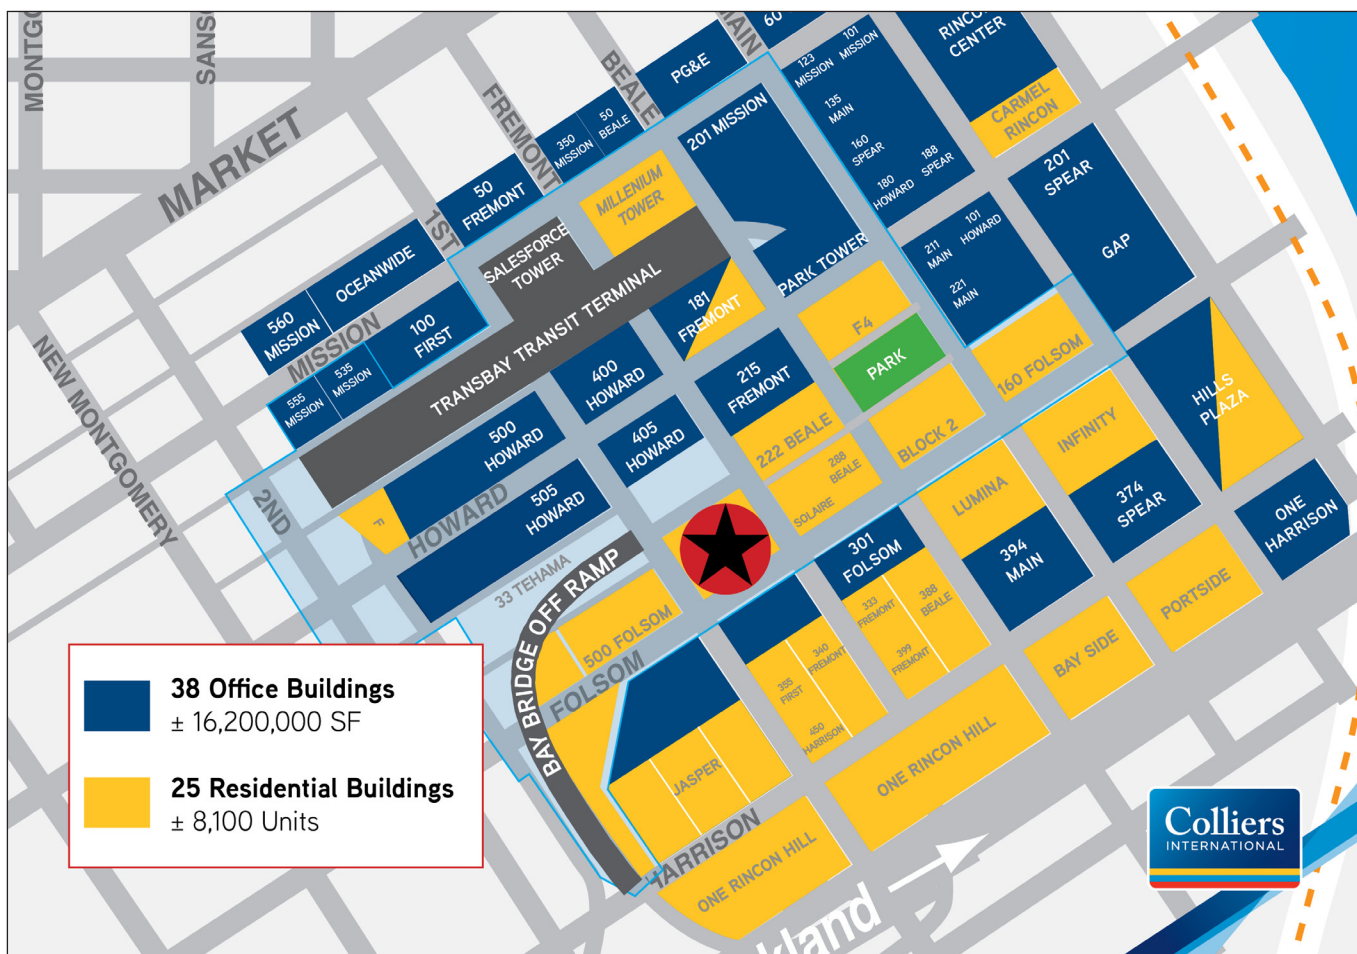 MONTG
SANS
MARKET
FREMONT
BEALE
MAIN
60
PG&E
123
MISSION
101
MISSION
RINCON
CENTER
CARMEL
RINCON
135
MAIN
160
SPEAR
188
SPEAR
180
HOWARD
201
SPEAR
GAP
211
MAIN
101
HOWARD
221
MAIN
350
MISSION
50
BEALE
50
FREMONT
201 MISSION
MILLENIUM
TOWER
1ST
SALESFORCE
TOWER
OCEANWIDE
560
MISSION
MISSION
100
FIRST
535
MISSION
555
MISSION
TRANSBAY TRANSIT TERMINAL
PARK TOWER
181
FREMONT
F4
PARK
160 FOLSOM
HILLS
PLAZA
400
HOWARD
215
FREMONT
222 BEALE
BLOCK 2
INFINITY
NEW MONTGOMERY
500
HOWARD
405
HOWARD
288
BEALE
SOLAIRE
LUMINA
374
SPEAR
ONE
HARRISON
2ND
F
HOWARD
505
HOWARD
33 TEHAMA
301
FOLSOM
394
MAIN
BAY BRIDGE OFF RAMP
500 FOLSOM
FOLSOM
333
FREMONT
388
BEALE
399
FREMONT
340
FREMONT
355
FIRST
450
HARRISON
BAY SIDE
PORTSIDE
JASPER
ONE RINCON HILL
HARRISON
ONE RINCON HILL
kland
38 Office Buildings
± 16,200,000 SF
25 Residential Buildings
± 8,100 Units
Colliers
INTERNATIONAL